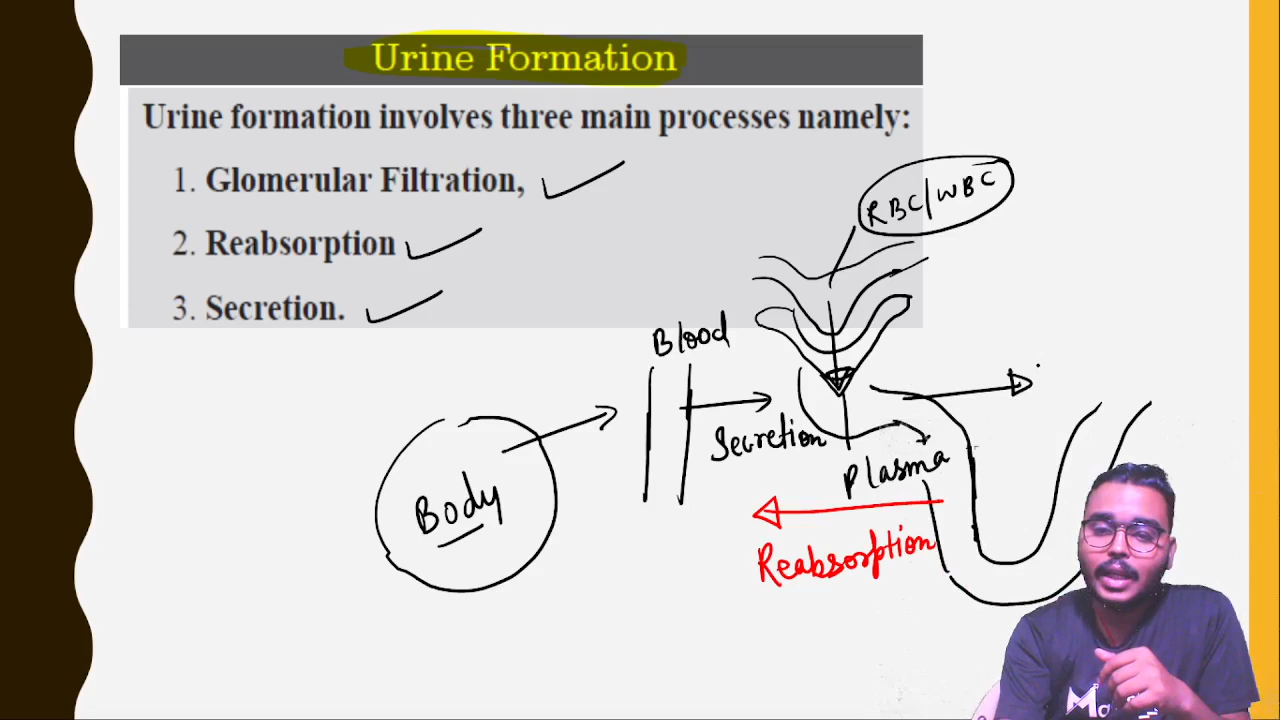 Urine Formation
Urine formation involves three main processes namely:
1. Glomerular Filtration,
2. Reabsorption
3. Secretion.
RBC/WBC
Blood
Secretion
Plasma
Body
Reabsorption